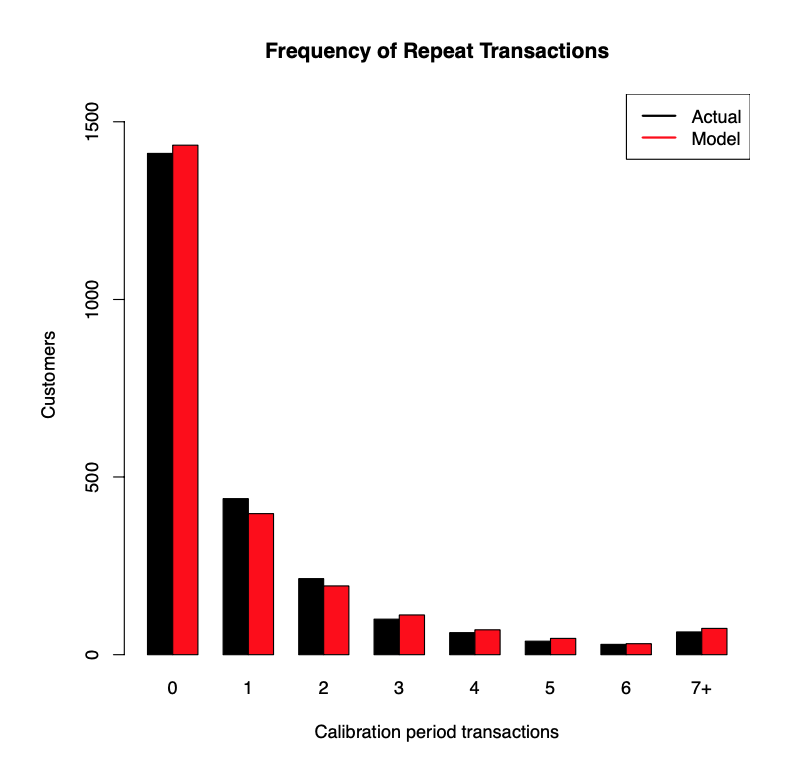 Frequency of Repeat Transactions
Actual
Model
1500
1000
500
0
Customers
0 1 2 3 4 5 6 7+
Calibration period transactions